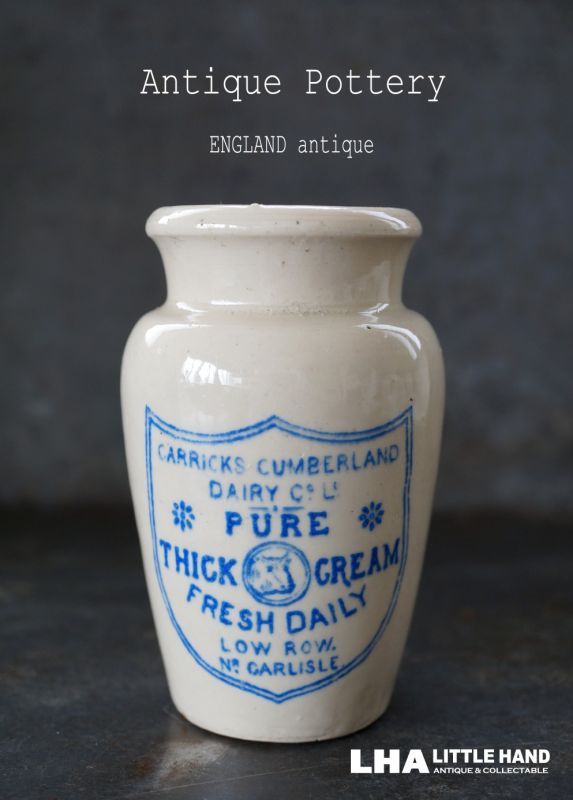 Antique Pottery
ENGLAND antique
CARRICKS CUMBERLAND
DAIRY Co Ld
PURE
THICK CREAM
FRESH DAILY
LOW ROW.
Nr CARLISLE.
LHA LITTLE HAND
ANTIQUE & COLLECTABLE